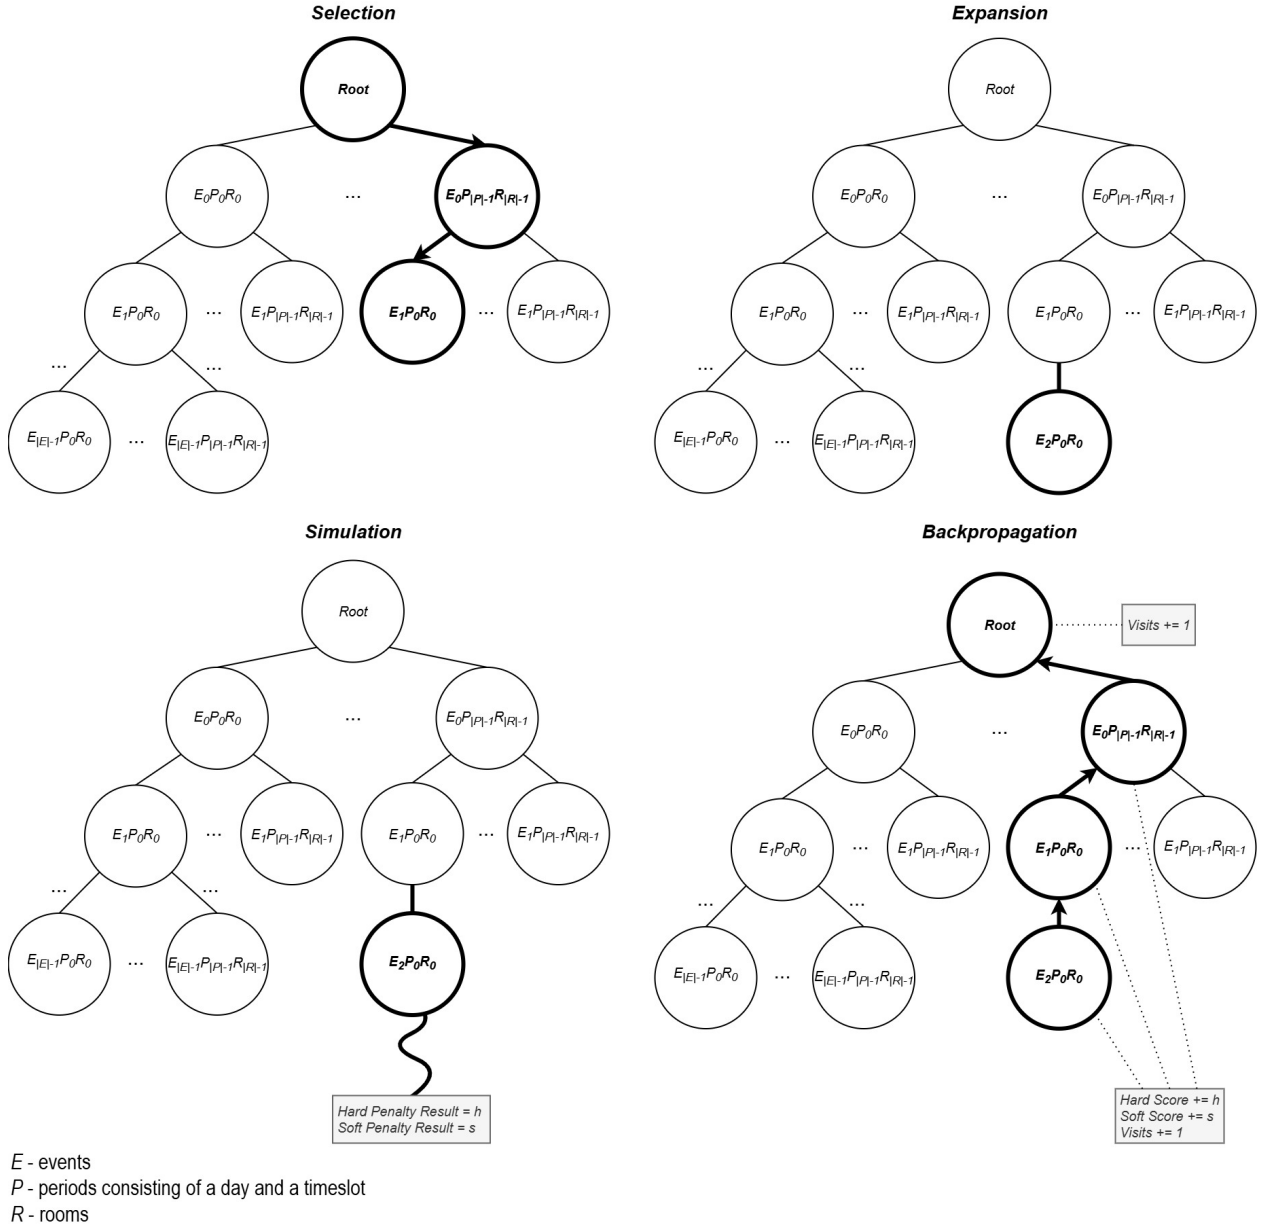 Selection
Root
E0P0R0 ... E0P|P|-1R|R|-1
E1P0R0 ... E1P|P|-1R|R|-1 E1P0R0 ... E1P|P|-1R|R|-1
... ...
E|E|-1P0R0 ... E|E|-1P|P|-1R|R|-1
Expansion
Root
E0P0R0 ... E0P|P|-1R|R|-1
E1P0R0 ... E1P|P|-1R|R|-1 E1P0R0 ... E1P|P|-1R|R|-1
... ...
E|E|-1P0R0 ... E|E|-1P|P|-1R|R|-1 E2P0R0
Simulation
Root
E0P0R0 ... E0P|P|-1R|R|-1
E1P0R0 ... E1P|P|-1R|R|-1 E1P0R0 ... E1P|P|-1R|R|-1
... ...
E|E|-1P0R0 ... E|E|-1P|P|-1R|R|-1 E2P0R0
Hard Penalty Result = h
Soft Penalty Result = s
Backpropagation
Root
Visits += 1
E0P0R0 ... E0P|P|-1R|R|-1
E1P0R0 ... E1P|P|-1R|R|-1 E1P0R0 ... E1P|P|-1R|R|-1
... ...
E|E|-1P0R0 ... E|E|-1P|P|-1R|R|-1 E2P0R0
Hard Score += h
Soft Score += s
Visits += 1
E - events
P - periods consisting of a day and a timeslot
R - rooms